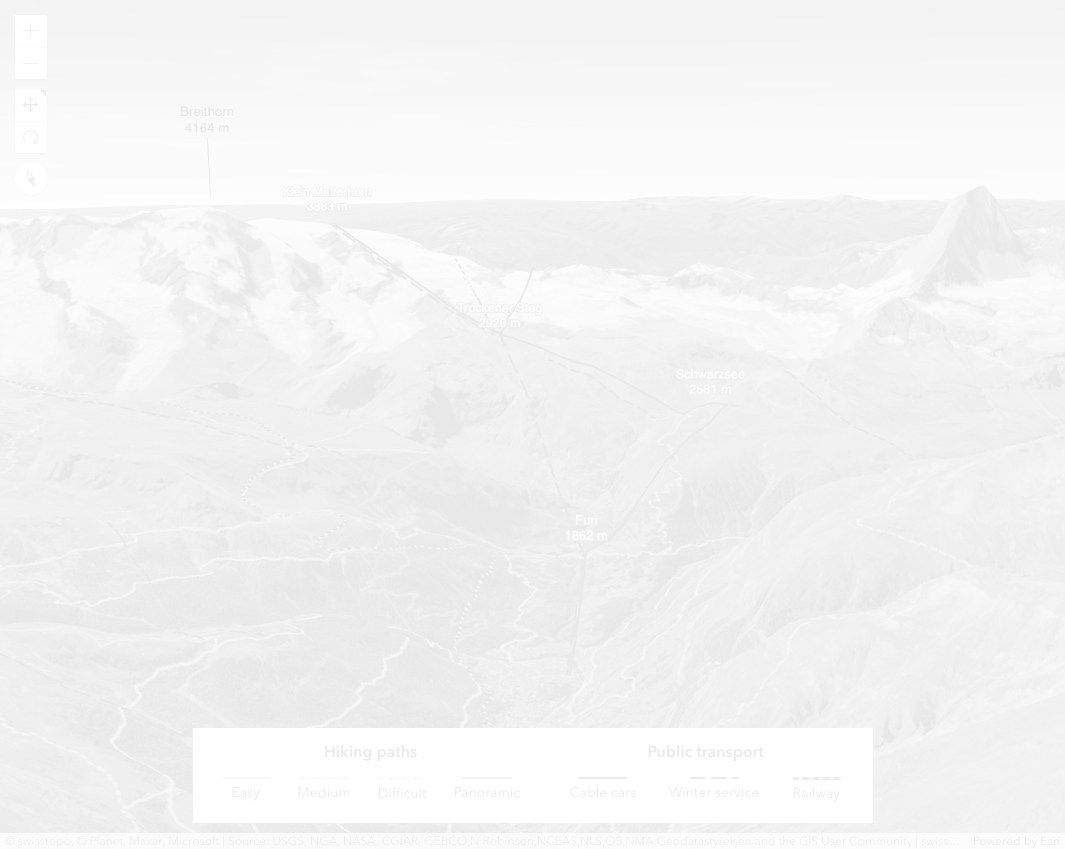 Breithorn
4164 m
Klein Matterhorn
3883 m
Trockener Steg
2929 m
Schwarzsee
2581 m
Furi
1862 m
Hiking paths
Public transport
Easy
Medium
Difficult
Panoramic
Cable cars
Winter service
Railway
© swisstopo, © Planet, Maxar, Microsoft | Source: USGS, NGA, NASA, CGIAR, GEBCO,N Robinson,NCEAS,NLS,OS,NMA,Geodatastyrelsen and the GIS User Community | swiss... Powered by Esri